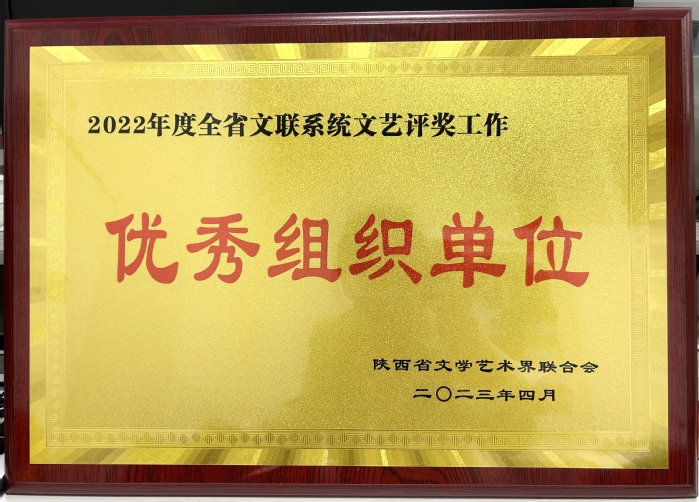 2022年度全省文联系统文艺评奖工作
优秀组织单位
陕西省文学艺术界联合会
二〇二三年四月